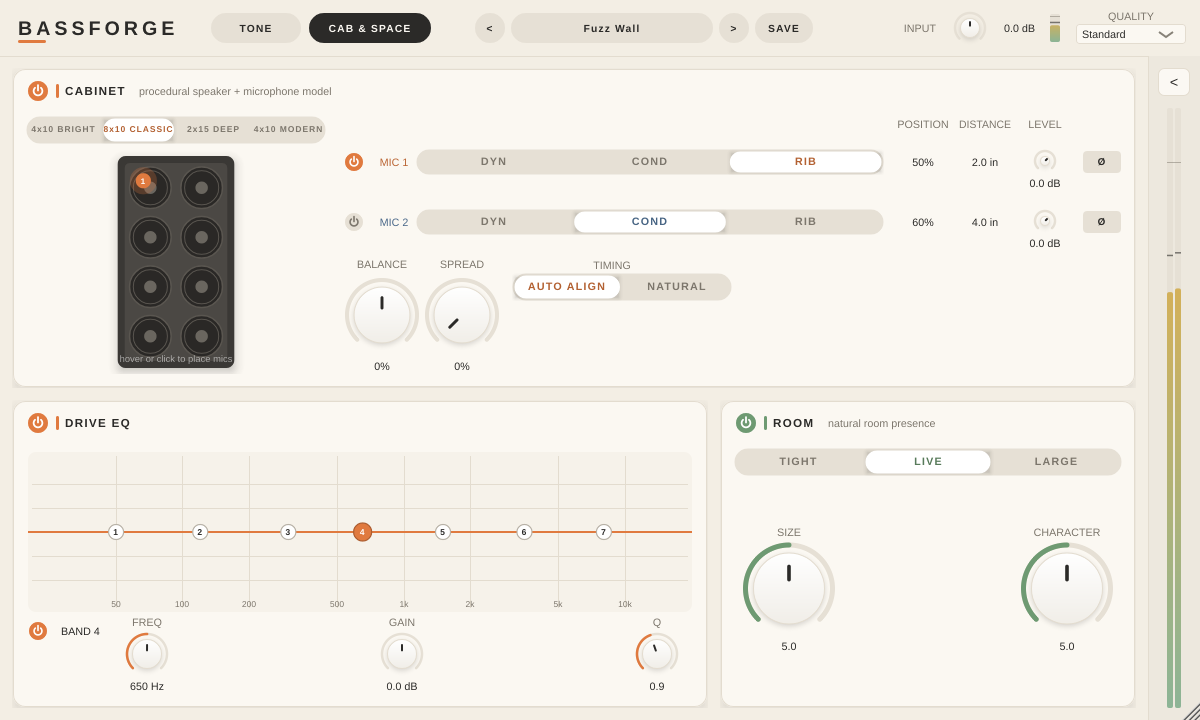 BASSFORGE
TONE
CAB & SPACE
<
Fuzz Wall
>
SAVE
INPUT
0.0 dB
QUALITY
Standard
<
CABINET
procedural speaker + microphone model
4x10 BRIGHT
8x10 CLASSIC
2x15 DEEP
4x10 MODERN
1
hover or click to place mics
POSITION
DISTANCE
LEVEL
MIC 1
DYN
COND
RIB
50%
2.0 in
0.0 dB
Ø
MIC 2
DYN
COND
RIB
60%
4.0 in
0.0 dB
Ø
BALANCE
0%
SPREAD
0%
TIMING
AUTO ALIGN
NATURAL
DRIVE EQ
1
2
3
4
5
6
7
50
100
200
500
1k
2k
5k
10k
BAND 4
FREQ
650 Hz
GAIN
0.0 dB
Q
0.9
ROOM
natural room presence
TIGHT
LIVE
LARGE
SIZE
5.0
CHARACTER
5.0